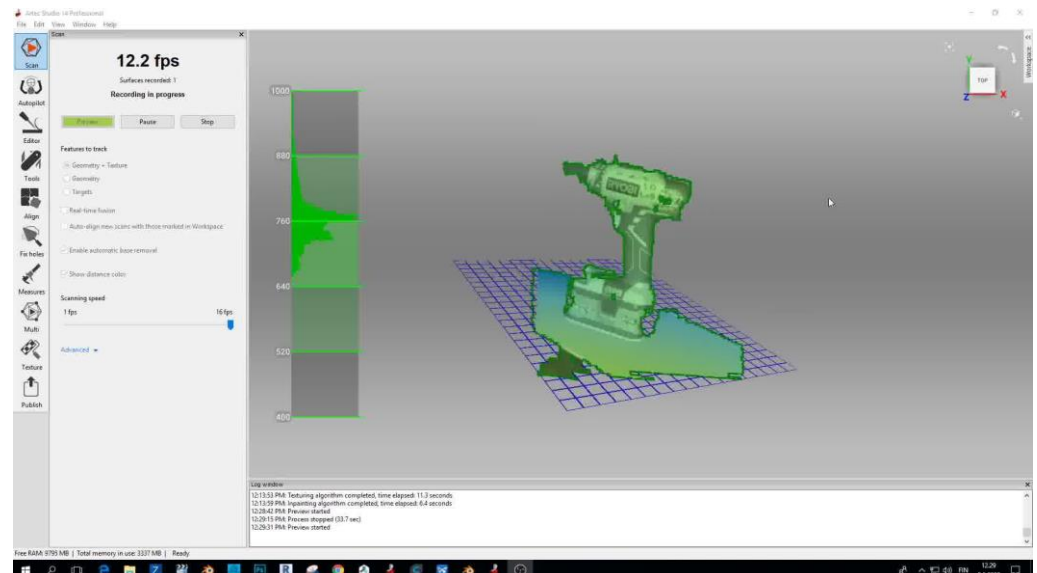 Artec Studio 14 Professional
File Edit View Window Help
Scan
Scan
Autopilot
Editor
Tools
Align
Fix holes
Measures
Multi
Texture
Publish
12.2 fps
Surfaces recorded: 1
Recording in progress
Preview Pause Stop
Features to track
Geometry + Texture
Geometry
Targets
Real-time fusion
Auto-align new scans with those marked in Workspace
Enable automatic base removal
Show distance color
Scanning speed
1 fps 16 fps
Advanced
1000
880
760
640
520
400
RYOBI
Y
TOP
Z X
Workspace
Log window
12:13:53 PM: Texturing algorithm completed, time elapsed: 11.3 seconds
12:13:59 PM: Inpainting algorithm completed, time elapsed: 6.4 seconds
12:28:42 PM: Preview started
12:29:15 PM: Process stopped (33.7 sec)
12:29:31 PM: Preview started
Free RAM: 9795 MB | Total memory in use: 3337 MB | Ready
FIN 12.29